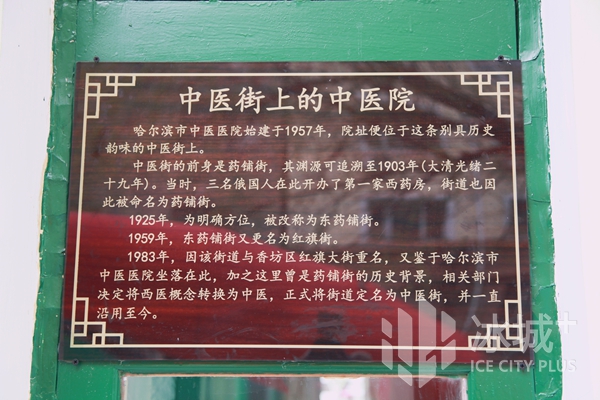 中医街上的中医院
哈尔滨市中医医院始建于1957年，院址便位于这条别具历史
韵味的中医街上。
中医街的前身是药铺街，其渊源可追溯至1903年(大清光绪二
十九年)。当时，三名俄国人在此开办了第一家西药房，街道也因
此被命名为药铺街。
1925年，为明确方位，被改称为东药铺街。
1959年，东药铺街又更名为红旗街。
1983年，因该街道与香坊区红旗大街重名，又鉴于哈尔滨市
中医医院坐落在此，加之这里曾是药铺街的历史背景，相关部门
决定将西医概念转换为中医，正式将街道定名为中医街，并一直
沿用至今。
冰城+
ICE CITY PLUS